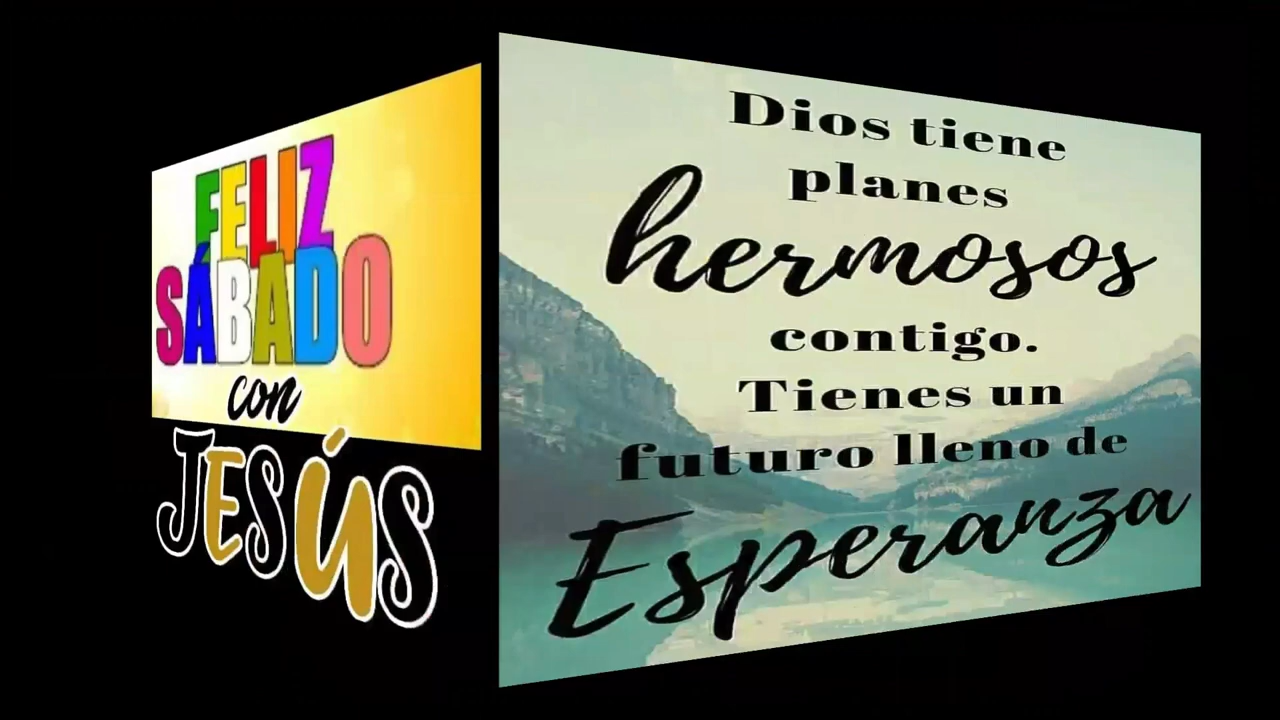 FELIZ
SÁBADO
con
JESÚS
Dios tiene
planes
hermosos
contigo.
Tienes un
futuro lleno de
Esperanza